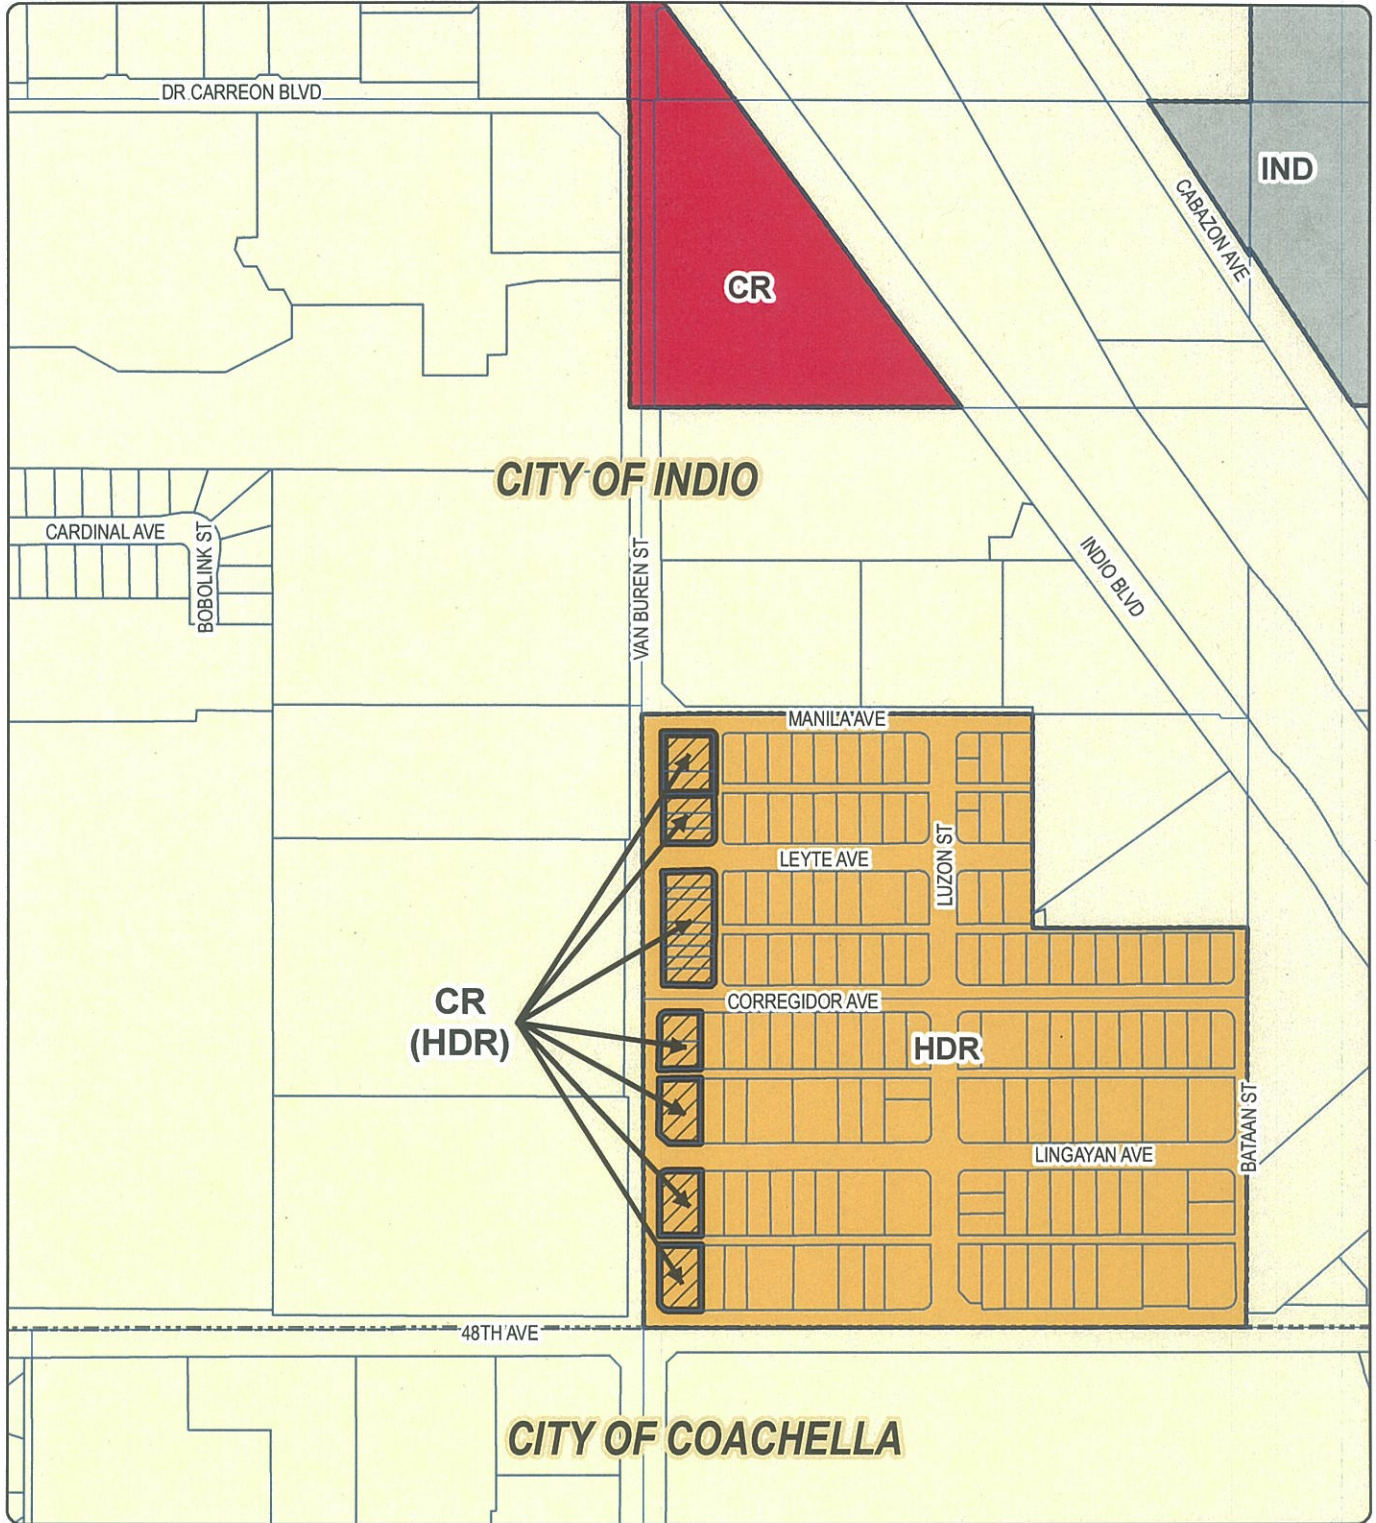 DR CARREON BLVD
IND
CABAZON AVE
CR
CITY OF INDIO
CARDINAL AVE
BOBOLINK ST
VAN BUREN ST
INDIO BLVD
MANILA AVE
LEYTE AVE
LUZON ST
CR
(HDR)
CORREGIDOR AVE
HDR
BATAAN ST
LINGAYAN AVE
48TH AVE
CITY OF COACHELLA